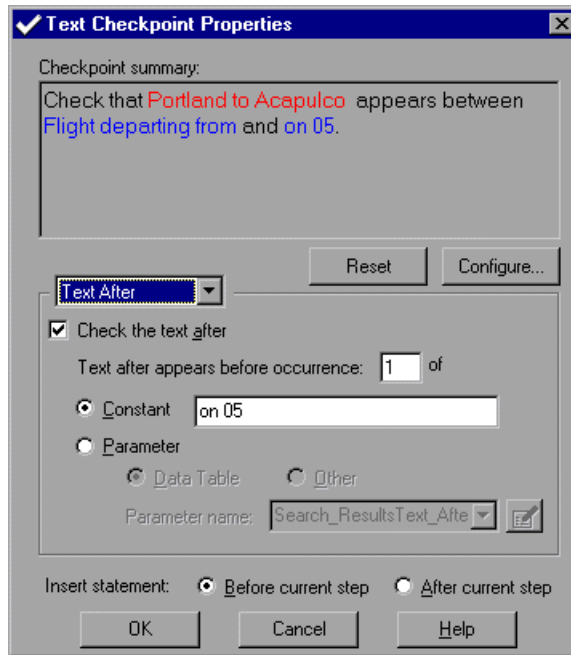 Text Checkpoint Properties
Checkpoint summary:
Check that Portland to Acapulco appears between
Flight departing from and on 05.
Reset Configure...
Text After
Check the text after
Text after appears before occurrence: 1 of
Constant on 05
Parameter
Data Table Other
Parameter name: Search_ResultsText_Afte
Insert statement: Before current step After current step
OK Cancel Help